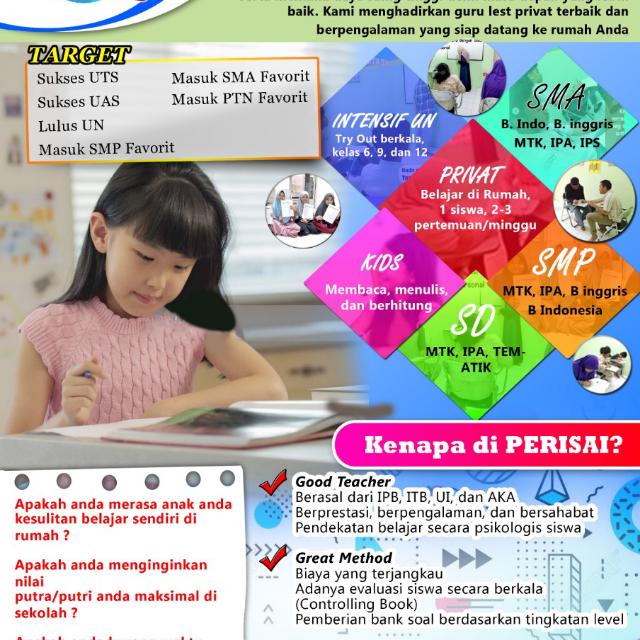 baik. Kami menghadirkan guru lest privat terbaik dan
berpengalaman yang siap datang ke rumah Anda
TARGET
Sukses UTS
Masuk SMA Favorit
Sukses UAS
Masuk PTN Favorit
Lulus UN
Masuk SMP Favorit
INTENSIF UN
Try Out berkala,
kelas 6, 9, dan 12
SMA
B. Indo, B. inggris
MTK, IPA, IPS
PRIVAT
Belajar di Rumah,
1 siswa, 2-3
pertemuan/minggu
KIDS
Membaca, menulis,
dan berhitung
SMP
MTK, IPA, B inggris
B Indonesia
SD
MTK, IPA, TEM-
ATIK
Kenapa di PERISAI?
Apakah anda merasa anak anda
kesulitan belajar sendiri di
rumah ?
Apakah anda menginginkan
nilai
putra/putri anda maksimal di
sekolah ?
Good Teacher
Berasal dari IPB, ITB, UI, dan AKA
Berprestasi, berpengalaman, dan bersahabat
Pendekatan belajar secara psikologis siswa
Great Method
Biaya yang terjangkau
Adanya evaluasi siswa secara berkala
(Controlling Book)
Pemberian bank soal berdasarkan tingkatan level